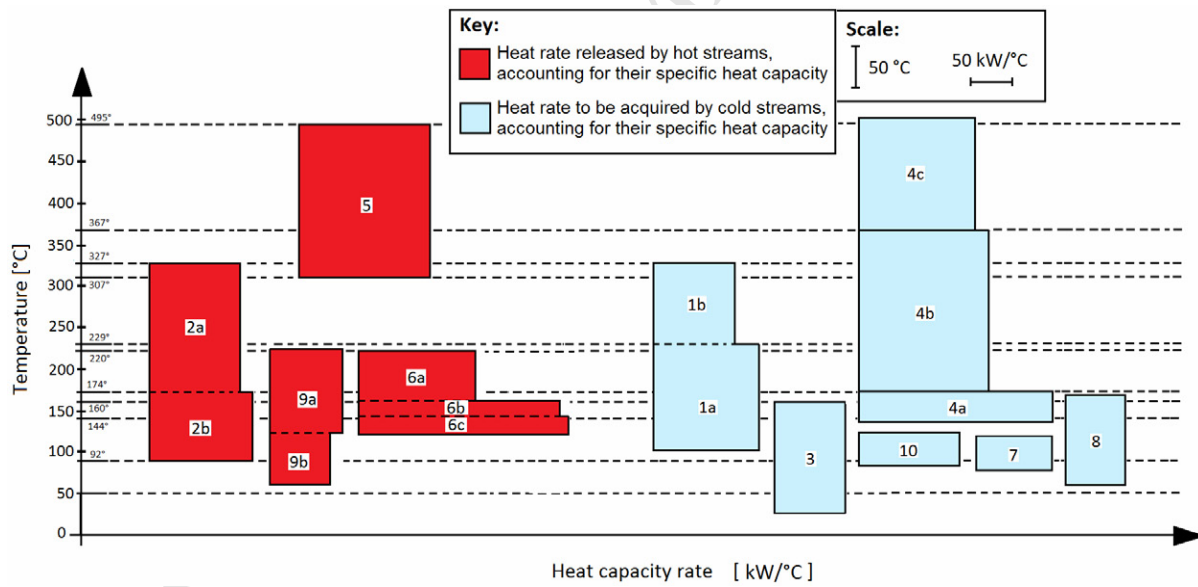 Key:
Heat rate released by hot streams,
accounting for their specific heat capacity
Heat rate to be acquired by cold streams,
accounting for their specific heat capacity
Scale:
50 °C
50 kW/°C
Temperature [°C]
500
450
400
350
300
250
200
150
100
50
0
495°
367°
327°
307°
229°
220°
174°
160°
144°
92°
5
2a
2b
9a
9b
6a
6b
6c
1b
1a
3
4c
4b
4a
10
7
8
Heat capacity rate [ kW/°C]